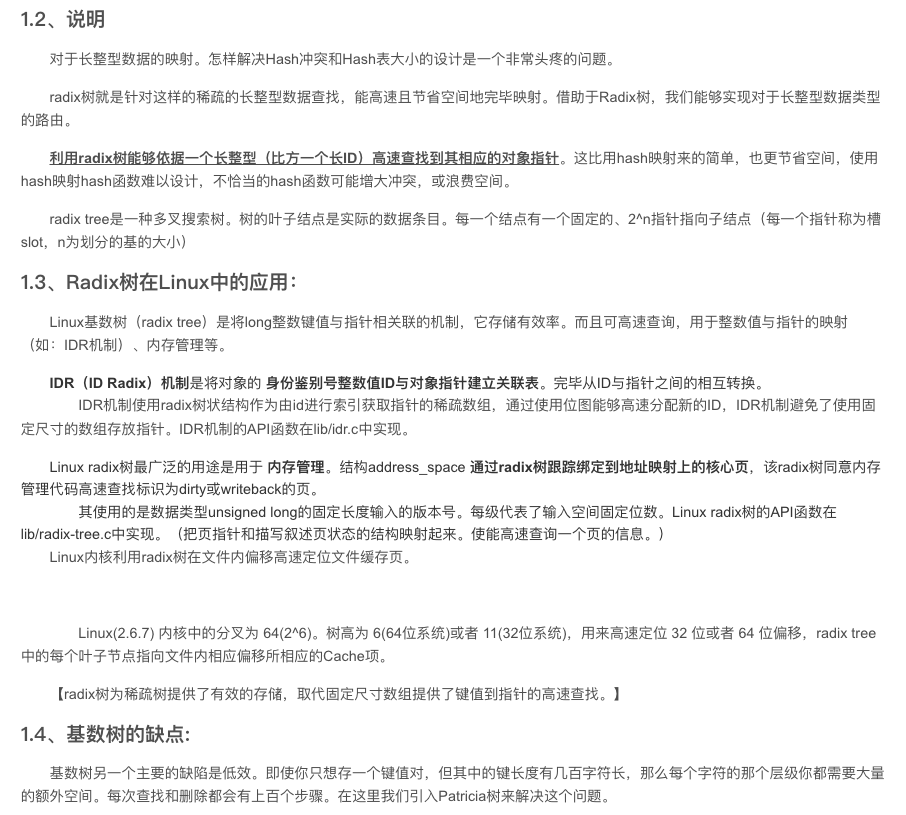 1.2、说明
对于长整型数据的映射。怎样解决Hash冲突和Hash表大小的设计是一个非常头疼的问题。
radix树就是针对这样的稀疏的长整型数据查找，能高速且节省空间地完毕映射。借助于Radix树，我们能够实现对于长整型数据类型
的路由。
利用radix树能够依据一个长整型（比方一个长ID）高速查找到其相应的对象指针。这比用hash映射来的简单，也更节省空间，使用
hash映射hash函数难以设计，不恰当的hash函数可能增大冲突，或浪费空间。
radix tree是一种多叉搜索树。树的叶子结点是实际的数据条目。每一个结点有一个固定的、2^n指针指向子结点（每一个指针称为槽
slot，n为划分的基的大小）
1.3、Radix树在Linux中的应用：
Linux基数树（radix tree）是将long整数键值与指针相关联的机制，它存储有效率。而且可高速查询，用于整数值与指针的映射
（如：IDR机制）、内存管理等。
IDR（ID Radix）机制是将对象的 身份鉴别号整数值ID与对象指针建立关联表。完毕从ID与指针之间的相互转换。
IDR机制使用radix树状结构作为由id进行索引获取指针的稀疏数组，通过使用位图能够高速分配新的ID，IDR机制避免了使用固
定尺寸的数组存放指针。IDR机制的API函数在lib/idr.c中实现。
Linux radix树最广泛的用途是用于 内存管理。结构address_space 通过radix树跟踪绑定到地址映射上的核心页，该radix树同意内存
管理代码高速查找标识为dirty或writeback的页。
其使用的是数据类型unsigned long的固定长度输入的版本号。每级代表了输入空间固定位数。Linux radix树的API函数在
lib/radix-tree.c中实现。（把页指针和描写叙述页状态的结构映射起来。使能高速查询一个页的信息。）
Linux内核利用radix树在文件内偏移高速定位文件缓存页。
Linux(2.6.7) 内核中的分叉为 64(2^6)。树高为 6(64位系统)或者 11(32位系统)，用来高速定位 32 位或者 64 位偏移，radix tree
中的每个叶子节点指向文件内相应偏移所相应的Cache项。
【radix树为稀疏树提供了有效的存储，取代固定尺寸数组提供了键值到指针的高速查找。】
1.4、基数树的缺点:
基数树另一个主要的缺陷是低效。即使你只想存一个键值对，但其中的键长度有几百字符长，那么每个字符的那个层级你都需要大量
的额外空间。每次查找和删除都会有上百个步骤。在这里我们引入Patricia树来解决这个问题。